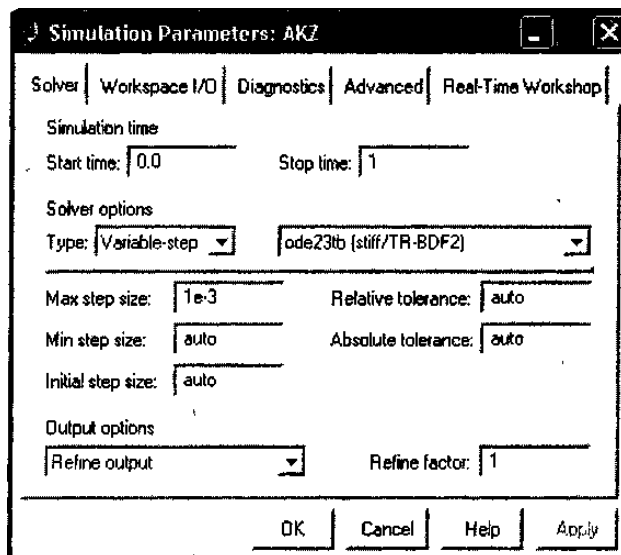 Simulation Parameters: AKZ
Solver Workspace I/O Diagnostics Advanced Real-Time Workshop
Simulation time
Start time: 0.0 Stop time: 1
Solver options
Type: Variable-step ode23tb (stiff/TR-BDF2)
Max step size: 1e-3 Relative tolerance: auto
Min step size: auto Absolute tolerance: auto
Initial step size: auto
Output options
Refine output Refine factor: 1
OK Cancel Help Apply